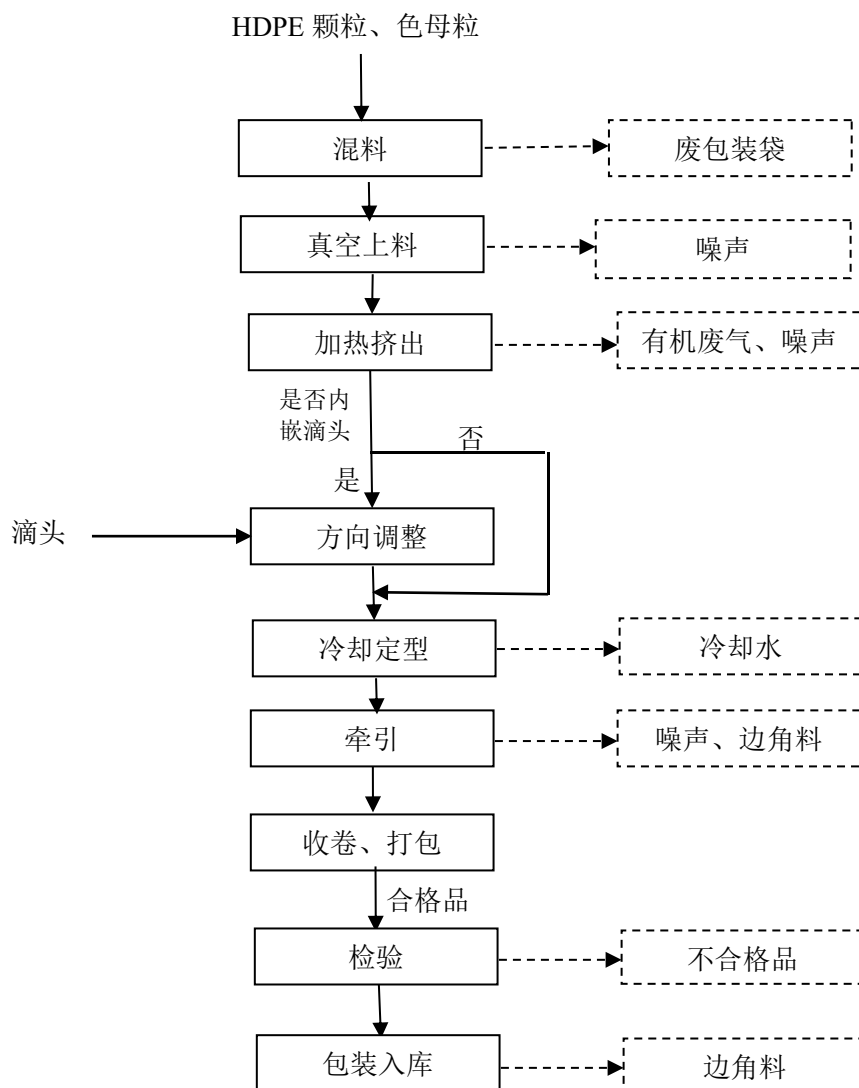 HDPE 颗粒、色母粒
混料
废包装袋
真空上料
噪声
加热挤出
有机废气、噪声
是否内
嵌滴头
否
是
滴头
方向调整
冷却定型
冷却水
牵引
噪声、边角料
收卷、打包
合格品
检验
不合格品
包装入库
边角料